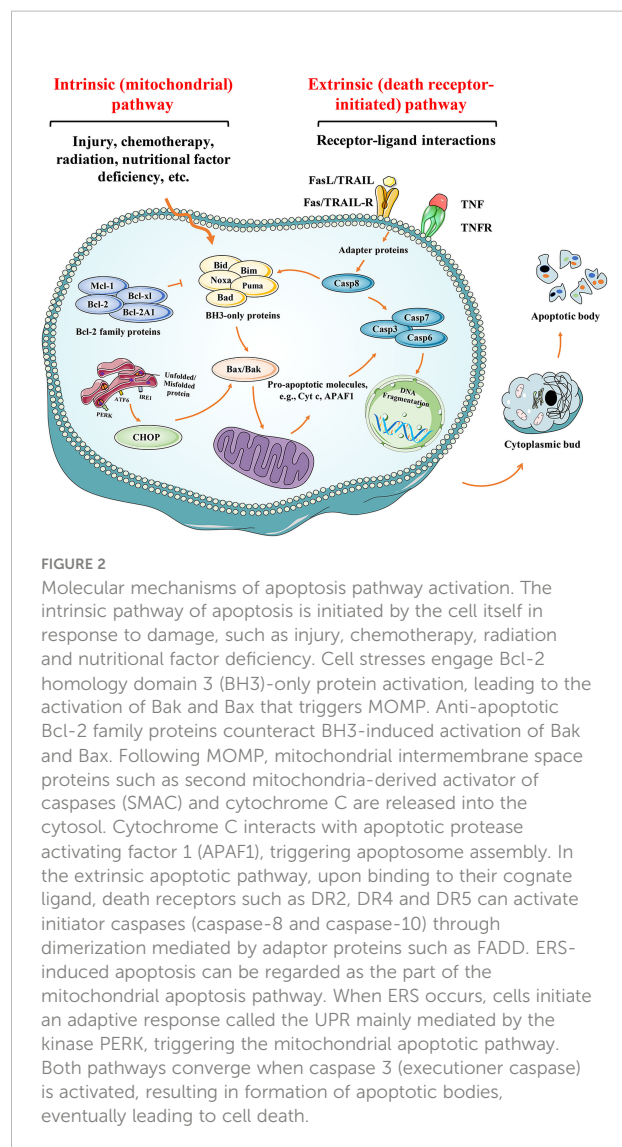 Intrinsic (mitochondrial)
pathway
Extrinsic (death receptor-
initiated) pathway
Injury, chemotherapy,
radiation, nutritional factor
deficiency, etc.
Receptor-ligand interactions
FasL/TRAIL
Fas/TRAIL-R
TNF
TNFR
Adapter proteins
Bid
Bim
Noxa
Puma
Bad
BH3-only proteins
Casp8
Mcl-1
Bcl-xl
Bcl-2
Bcl-2A1
Bcl-2 family proteins
Casp7
Casp3
Casp6
Apoptotic body
Unfolded/
Misfolded
protein
IRE1
ATF6
PERK
Bax/Bak
Pro-apoptotic molecules,
e.g., Cyt c, APAF1
DNA
Fragmentation
CHOP
Cytoplasmic bud
FIGURE 2
Molecular mechanisms of apoptosis pathway activation. The
intrinsic pathway of apoptosis is initiated by the cell itself in
response to damage, such as injury, chemotherapy, radiation
and nutritional factor deficiency. Cell stresses engage Bcl-2
homology domain 3 (BH3)-only protein activation, leading to the
activation of Bak and Bax that triggers MOMP. Anti-apoptotic
Bcl-2 family proteins counteract BH3-induced activation of Bak
and Bax. Following MOMP, mitochondrial intermembrane space
proteins such as second mitochondria-derived activator of
caspases (SMAC) and cytochrome C are released into the
cytosol. Cytochrome C interacts with apoptotic protease
activating factor 1 (APAF1), triggering apoptosome assembly. In
the extrinsic apoptotic pathway, upon binding to their cognate
ligand, death receptors such as DR2, DR4 and DR5 can activate
initiator caspases (caspase-8 and caspase-10) through
dimerization mediated by adaptor proteins such as FADD. ERS-
induced apoptosis can be regarded as the part of the
mitochondrial apoptosis pathway. When ERS occurs, cells initiate
an adaptive response called the UPR mainly mediated by the
kinase PERK, triggering the mitochondrial apoptotic pathway.
Both pathways converge when caspase 3 (executioner caspase)
is activated, resulting in formation of apoptotic bodies,
eventually leading to cell death.